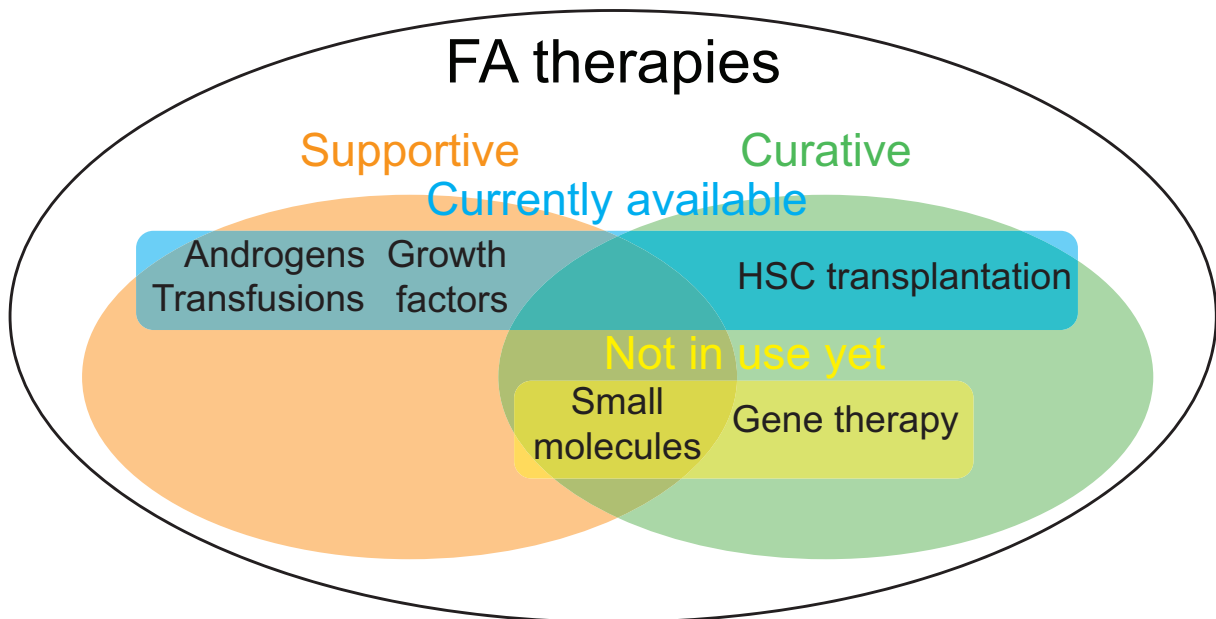 FA therapies
Supportive
Curative
Currently available
Androgens
Transfusions
Growth
factors
HSC transplantation
Not in use yet
Small
molecules
Gene therapy